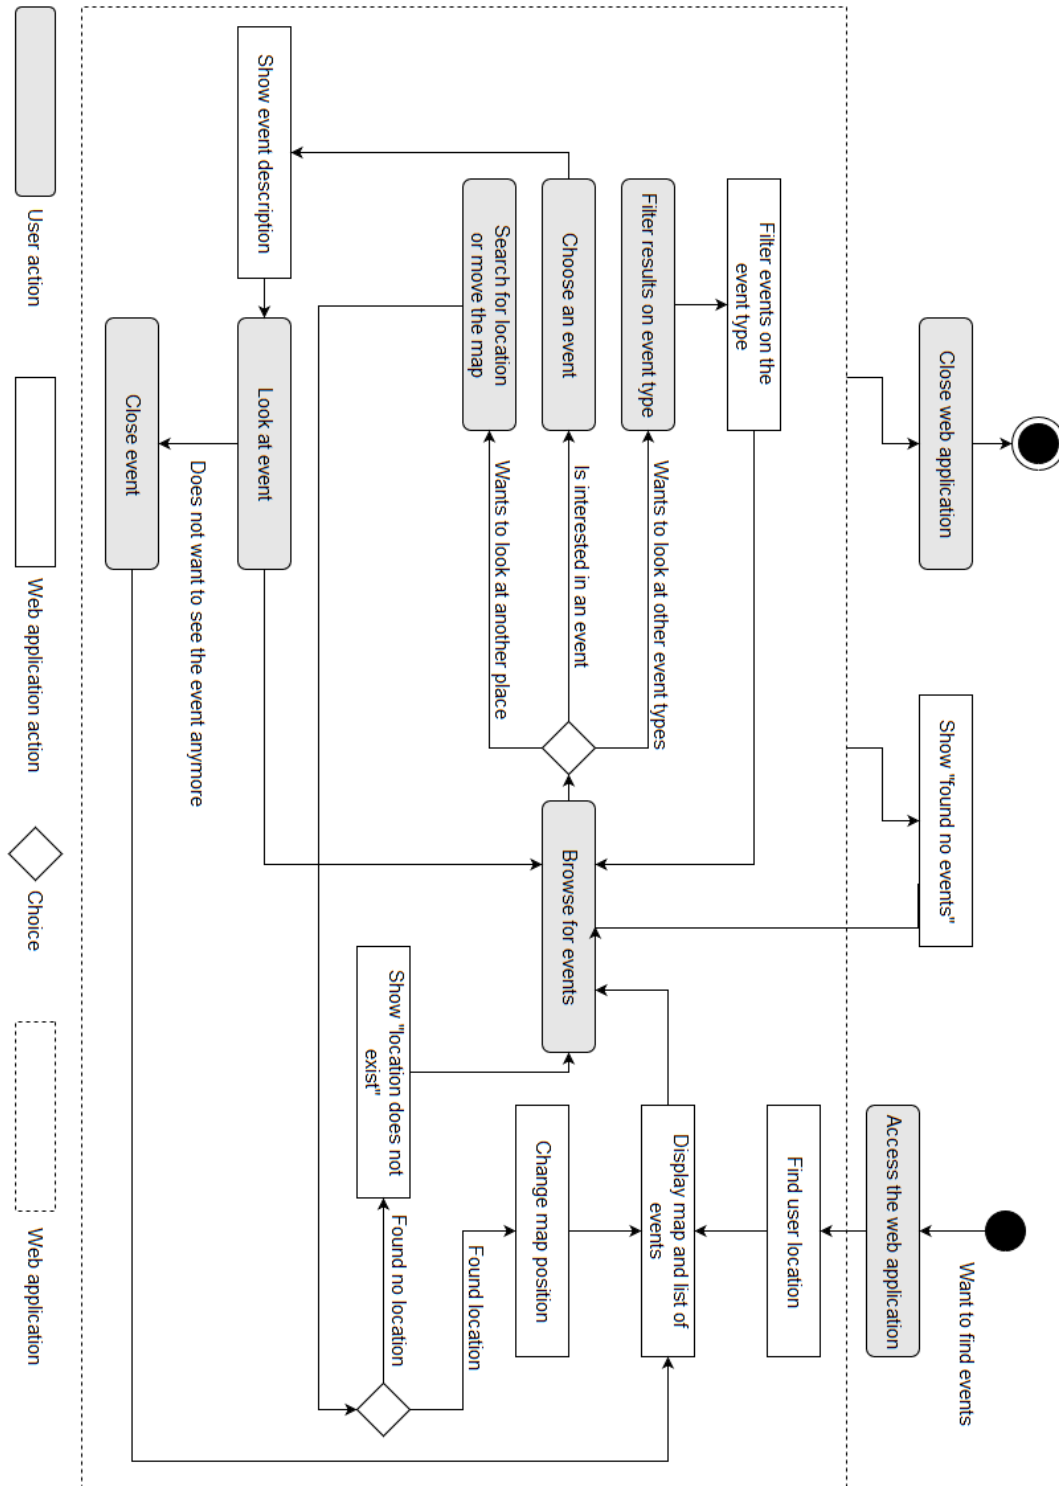 Want to find events
Close web application
Show "found no events"
Access the web application
Find user location
Filter events on the
event type
Display map and list of
events
Filter results on event type
Wants to look at other event types
Choose an event
Is interested in an event
Browse for events
Change map position
Search for location
or move the map
Wants to look at another place
Found location
Show "location does not
exist"
Found no location
Show event description
Look at event
Does not want to see the event anymore
Close event
User action
Web application action
Choice
Web application